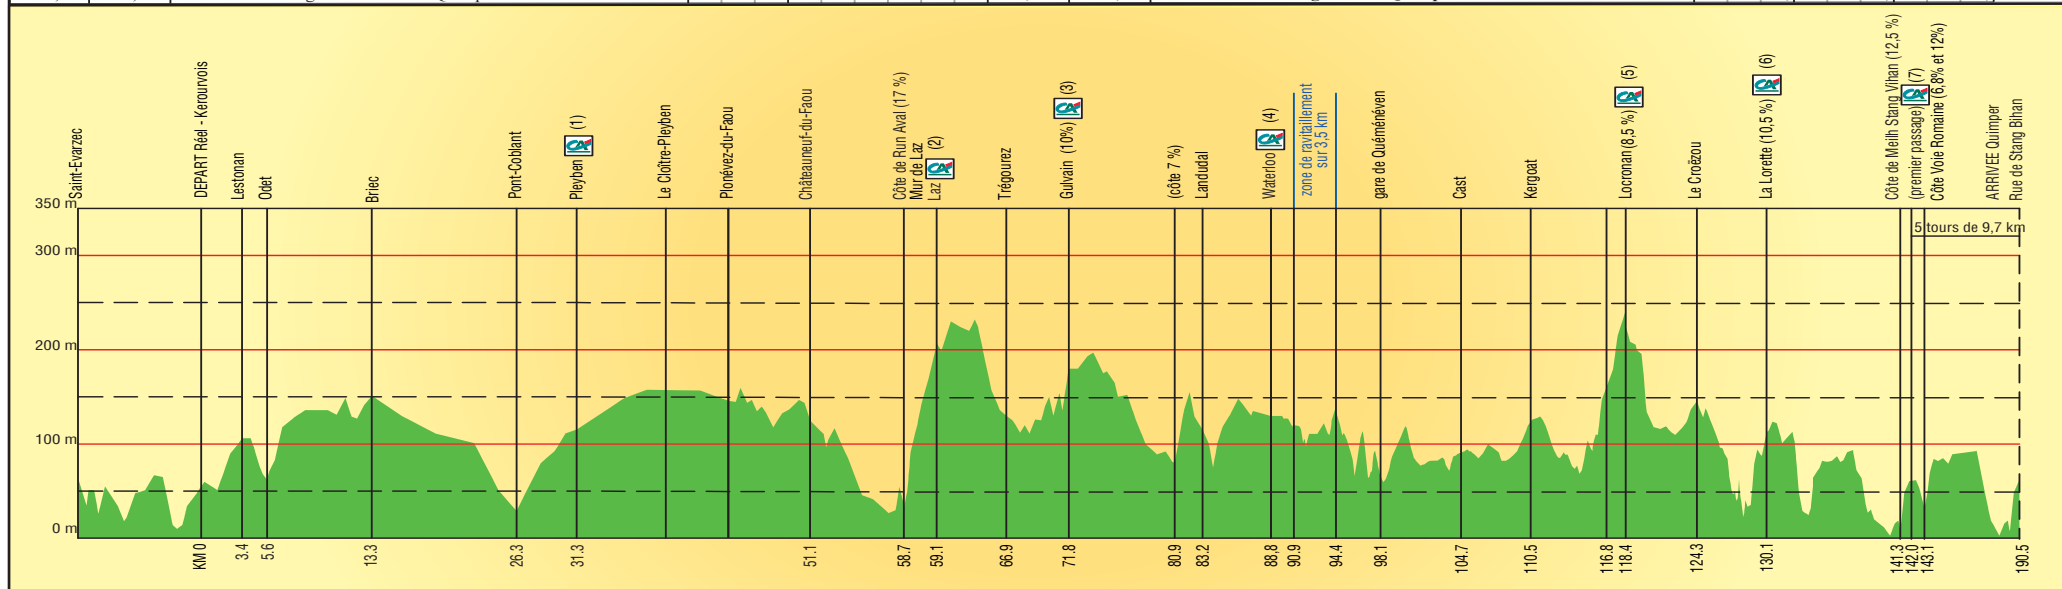 Saint-Evarzec
DEPART Réel - Kerourvois
Lestonan
Odet
Briec
Pont-Coblant
Pleyben
(1)
Le Cloître-Pleyben
Plonévez-du-Faou
Châteauneuf-du-Faou
Côte de Run Aval (17 %)
Mur de Laz
Laz
(2)
Trégourez
Gulvain (10%)
(3)
(côte 7 %)
Landudal
Waterloo
(4)
zone de ravitaillement
sur 3,5 km
gare de Quéménéven
Cast
Kergoat
Locronan (8,5 %)
(5)
Le Croëzou
La Lorette (10,5 %)
(6)
Côte de Meilh Stang Vihan (12,5 %)
(premier passage)
(7)
Côte Voie Romaine (6,8% et 12%)
ARRIVEE Quimper
Rue de Stang Bihan
CA
CA
CA
CA
CA
CA
CA
350 m
300 m
200 m
100 m
0 m
5 tours de 9,7 km
KM 0
3.4
5.6
13.3
26.3
31.3
51.1
58.7
59.1
66.9
71.8
80.9
83.2
88.8
90.9
94.4
98.1
104.7
110.5
116.8
118.4
124.3
130.1
141.3
142.0
143.1
190.5